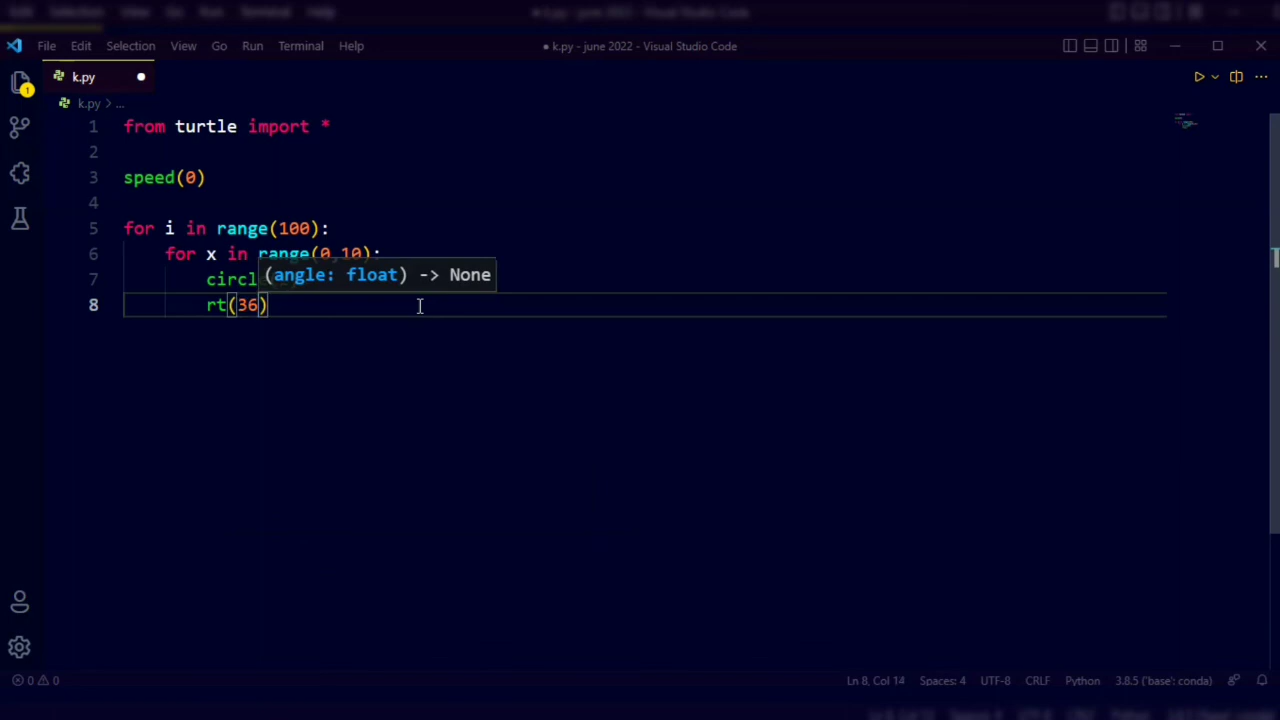 File Edit Selection View Go Run Terminal Help
● k.py - june 2022 - Visual Studio Code
k.py
1
k.py > ...
1 from turtle import *
2
3 speed(0)
4
5 for i in range(100):
6 for x in range(0,10):
7 circl
(angle: float) -> None
8 rt(36)
0 0
Ln 8, Col 14 Spaces: 4 UTF-8 CRLF Python 3.8.5 ('base': conda)